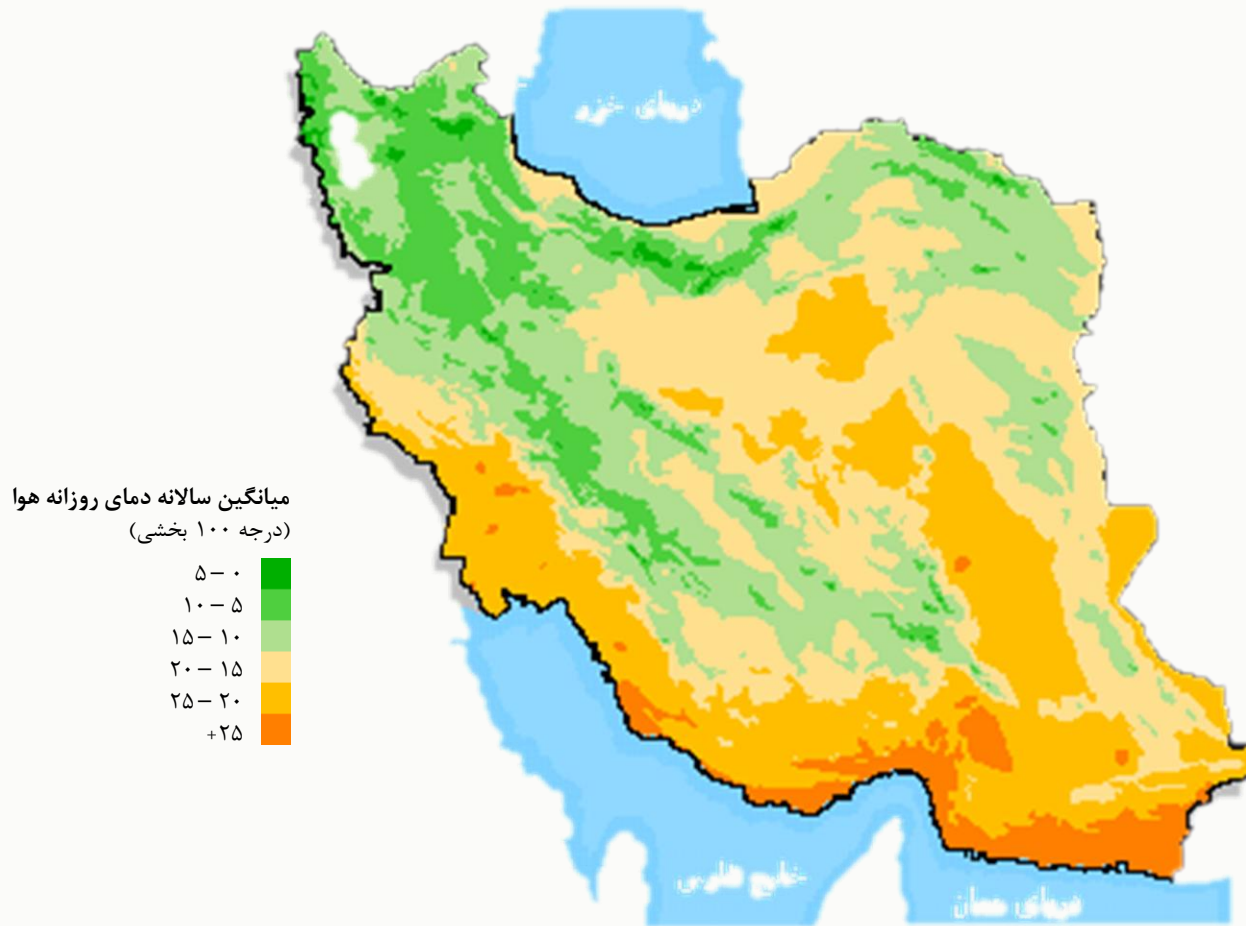 دریای خزر
میانگین سالانه دمای روزانه هوا
(درجه ۱۰۰ بخشی)
۵ – ۰
۱۰ – ۵
۱۵ – ۱۰
۲۰ – ۱۵
۲۵ – ۲۰
+۲۵
خلیج فارس
دریای عمان